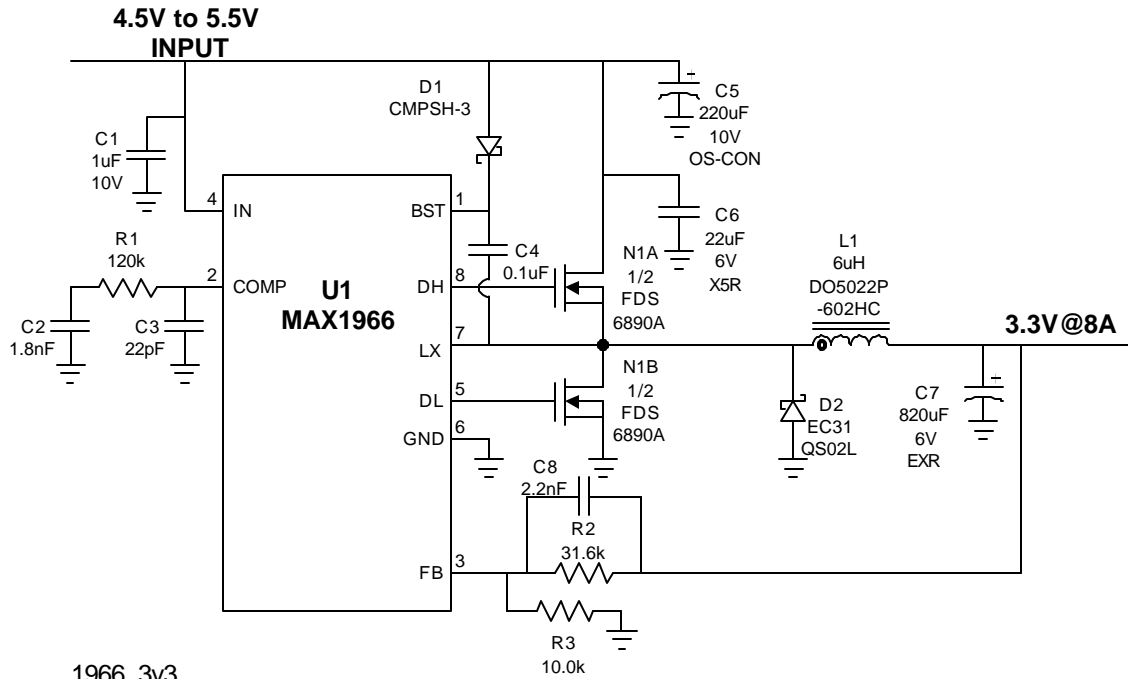 4.5V to 5.5V
INPUT
D1
CMPSH-3
+
C5
220uF
10V
OS-CON
C1
1uF
10V
4
IN
BST
1
C6
22uF
6V
X5R
R1
120k
2
COMP
U1
MAX1966
C4
0.1uF
DH
8
N1A
1/2
FDS
6890A
L1
6uH
DO5022P
-602HC
C2
1.8nF
C3
22pF
LX
7
3.3V@8A
DL
5
N1B
1/2
FDS
6890A
GND
6
D2
EC31
QS02L
+
C7
820uF
6V
EXR
C8
2.2nF
R2
31.6k
FB
3
R3
10.0k
1966_3v3